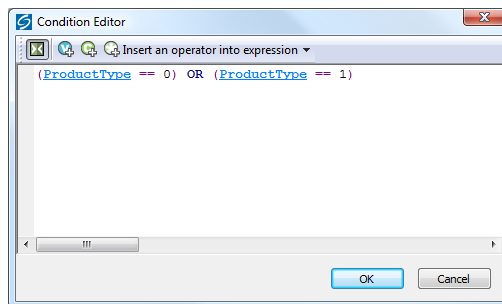 Condition Editor
Insert an operator into expression
(ProductType == 0) OR (ProductType == 1)
OK Cancel